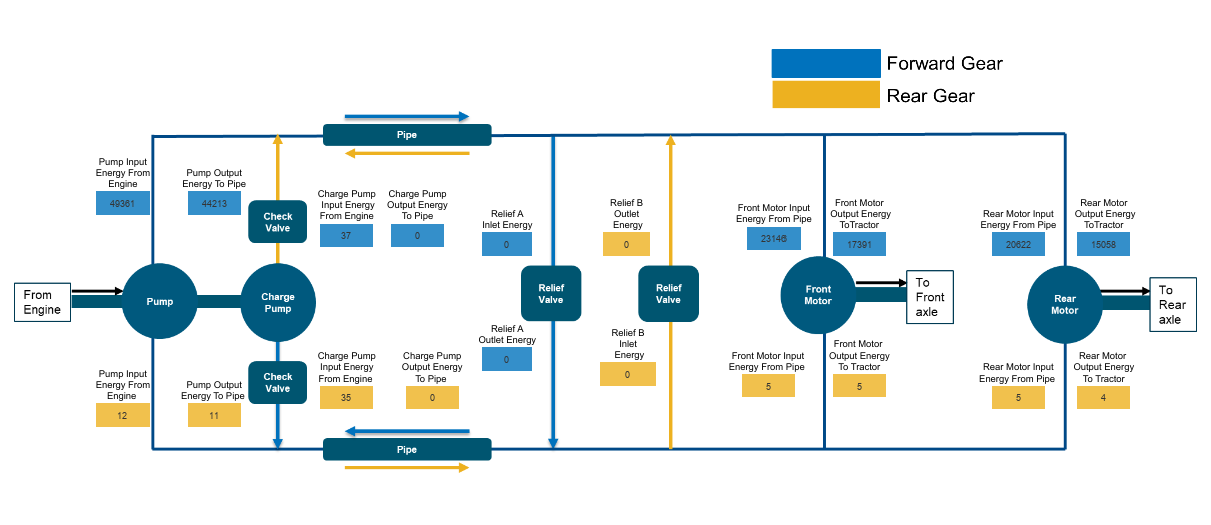 Forward Gear
Rear Gear
Pipe
Pump Input
Energy From
Engine
49361
Pump Output
Energy To Pipe
44213
Check
Valve
Charge Pump
Input Energy
From Engine
37
Charge Pump
Output Energy
To Pipe
0
Relief A
Inlet Energy
0
Relief B
Outlet
Energy
0
Front Motor Input
Energy From Pipe
23146
Front Motor
Output Energy
ToTractor
17391
Rear Motor Input
Energy From Pipe
20622
Rear Motor
Output Energy
ToTractor
15058
From
Engine
Pump
Charge
Pump
Relief
Valve
Relief
Valve
Front
Motor
To
Front
axle
Rear
Motor
To
Rear
axle
Pump Input
Energy From
Engine
12
Pump Output
Energy To Pipe
11
Check
Valve
Charge Pump
Input Energy
From Engine
35
Charge Pump
Output Energy
To Pipe
0
Relief A
Outlet Energy
0
Relief B
Inlet
Energy
0
Front Motor Input
Energy From Pipe
5
Front Motor
Output Energy
To Tractor
5
Rear Motor Input
Energy From Pipe
5
Rear Motor
Output Energy
To Tractor
4
Pipe